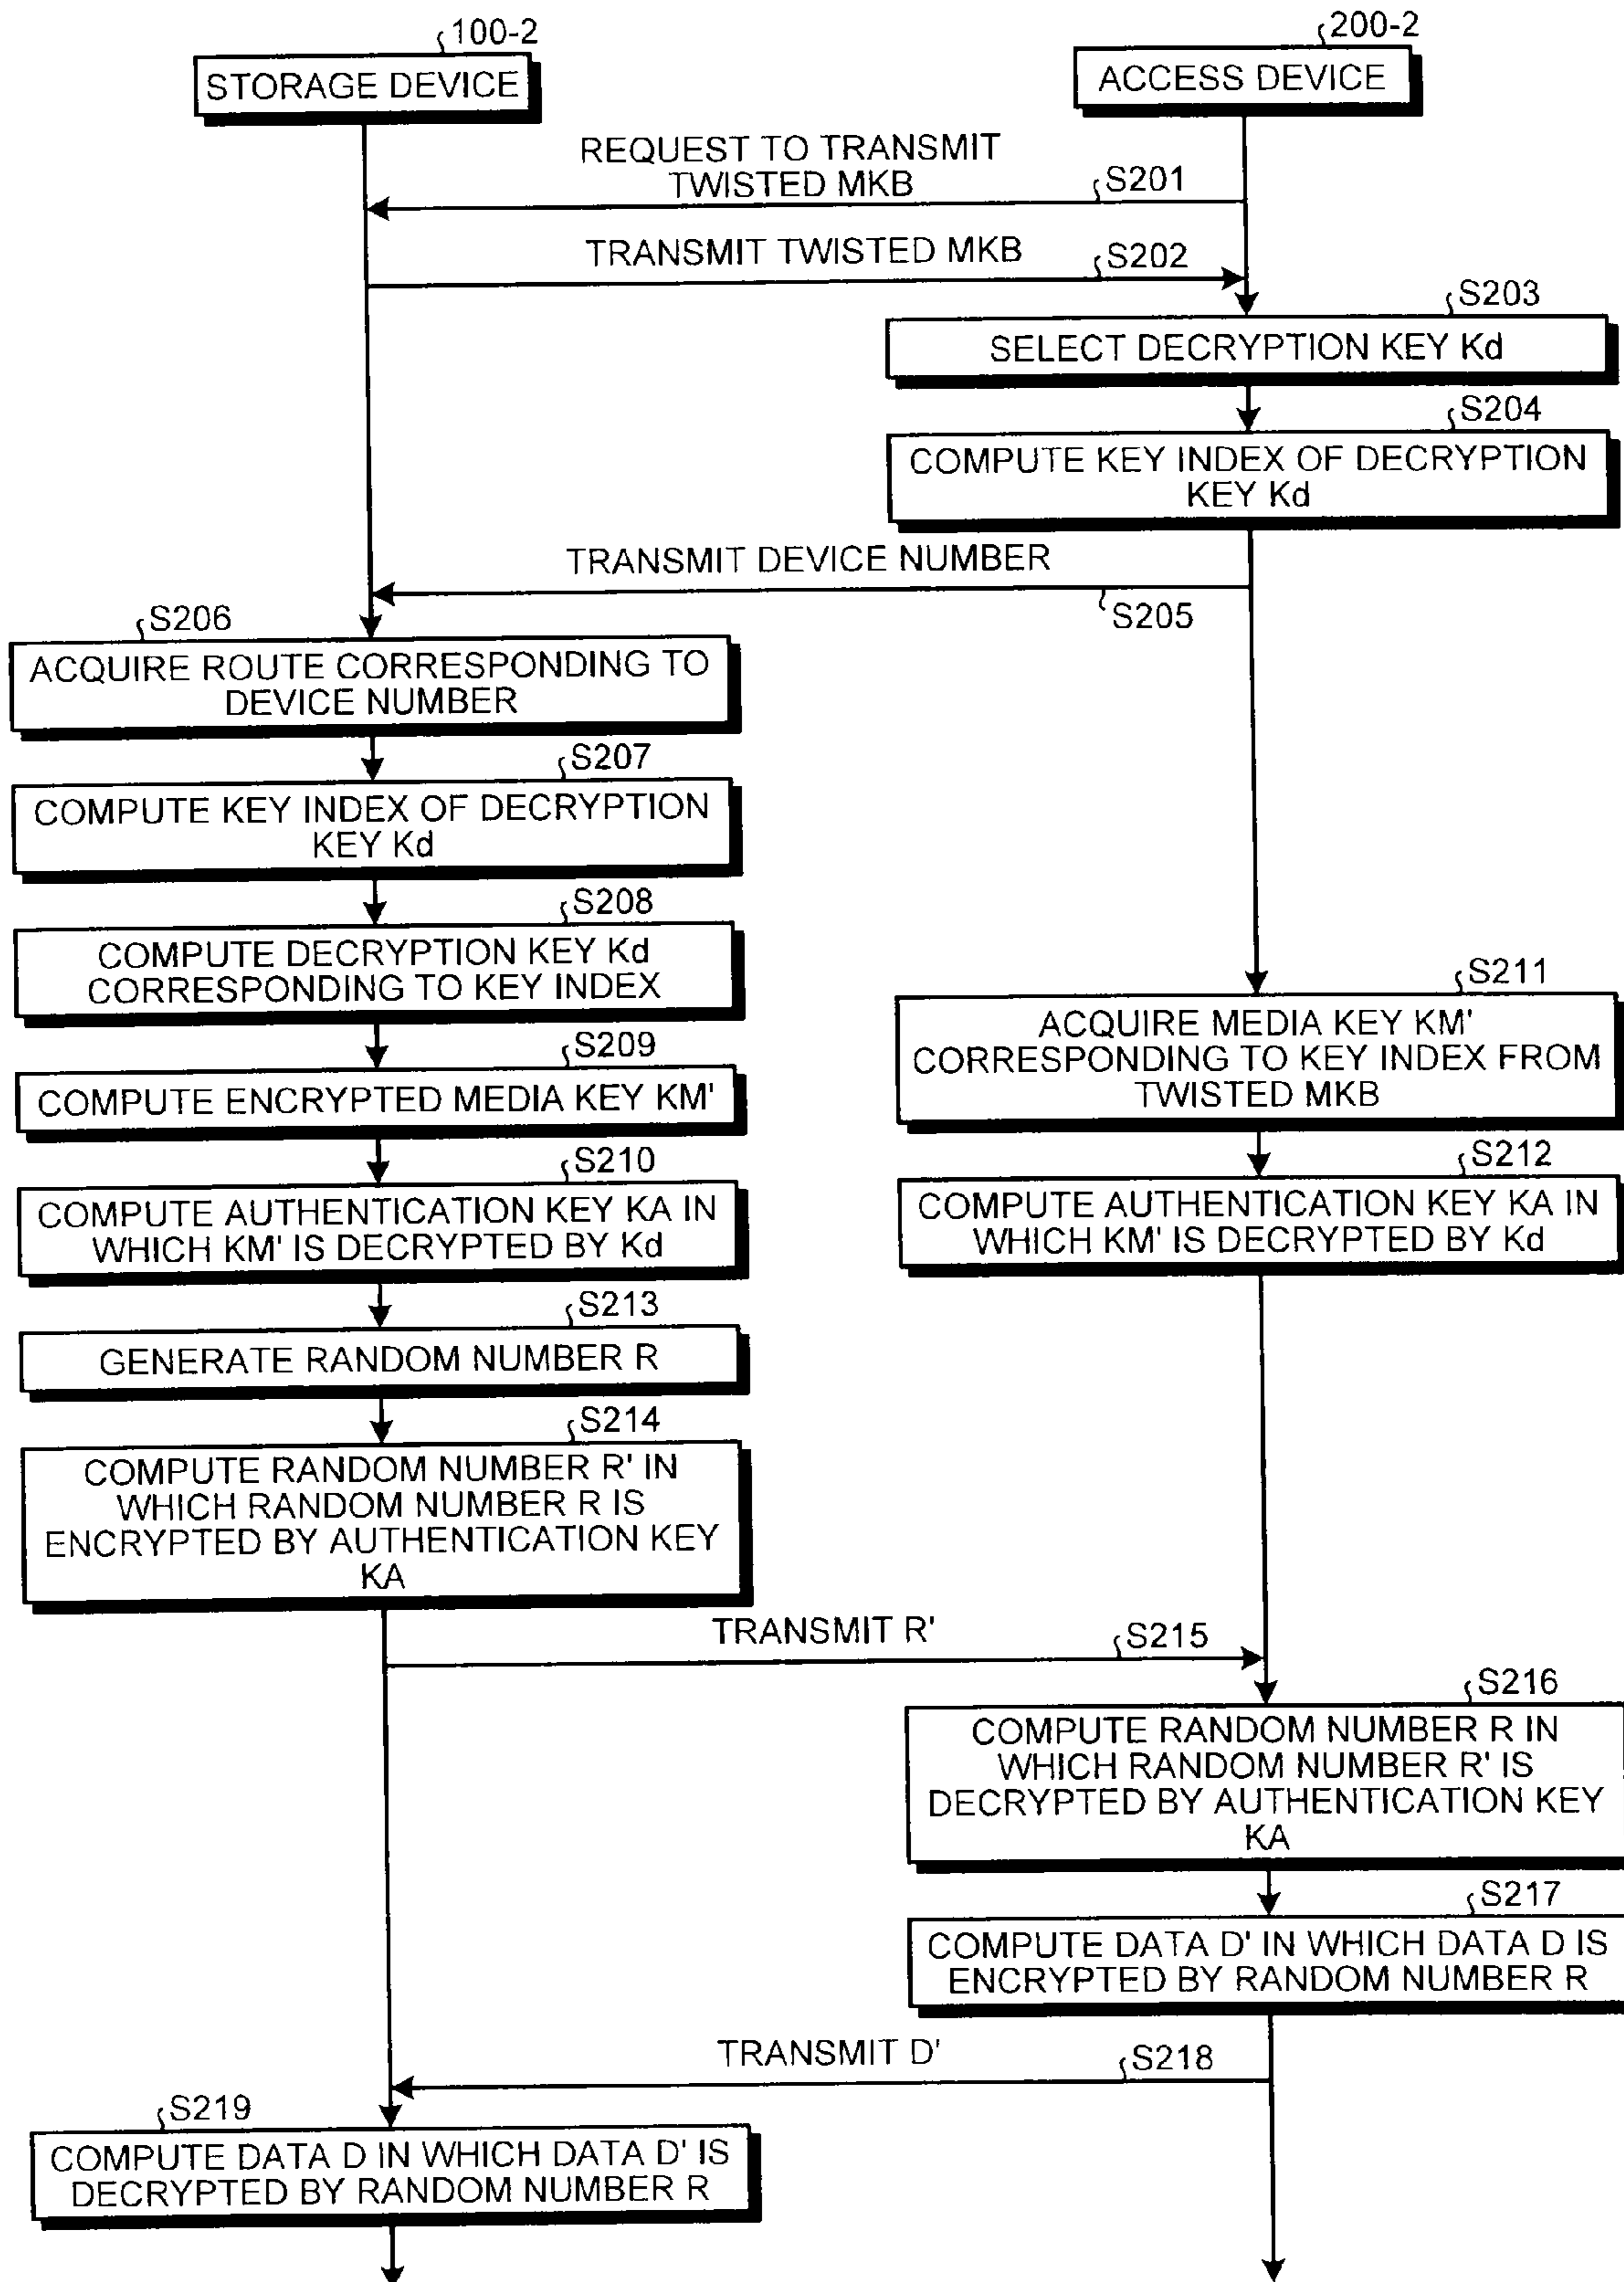 100-2
STORAGE DEVICE
200-2
ACCESS DEVICE
REQUEST TO TRANSMIT
TWISTED MKB
S201
TRANSMIT TWISTED MKB
S202
S203
SELECT DECRYPTION KEY Kd
S204
COMPUTE KEY INDEX OF DECRYPTION
KEY Kd
TRANSMIT DEVICE NUMBER
S205
S206
ACQUIRE ROUTE CORRESPONDING TO
DEVICE NUMBER
S207
COMPUTE KEY INDEX OF DECRYPTION
KEY Kd
S208
COMPUTE DECRYPTION KEY Kd
CORRESPONDING TO KEY INDEX
S209
COMPUTE ENCRYPTED MEDIA KEY KM'
S210
COMPUTE AUTHENTICATION KEY KA IN
WHICH KM' IS DECRYPTED BY Kd
S211
ACQUIRE MEDIA KEY KM'
CORRESPONDING TO KEY INDEX FROM
TWISTED MKB
S212
COMPUTE AUTHENTICATION KEY KA IN
WHICH KM' IS DECRYPTED BY Kd
S213
GENERATE RANDOM NUMBER R
S214
COMPUTE RANDOM NUMBER R' IN
WHICH RANDOM NUMBER R IS
ENCRYPTED BY AUTHENTICATION KEY
KA
TRANSMIT R'
S215
S216
COMPUTE RANDOM NUMBER R IN
WHICH RANDOM NUMBER R' IS
DECRYPTED BY AUTHENTICATION KEY
KA
S217
COMPUTE DATA D' IN WHICH DATA D IS
ENCRYPTED BY RANDOM NUMBER R
TRANSMIT D'
S218
S219
COMPUTE DATA D IN WHICH DATA D' IS
DECRYPTED BY RANDOM NUMBER R